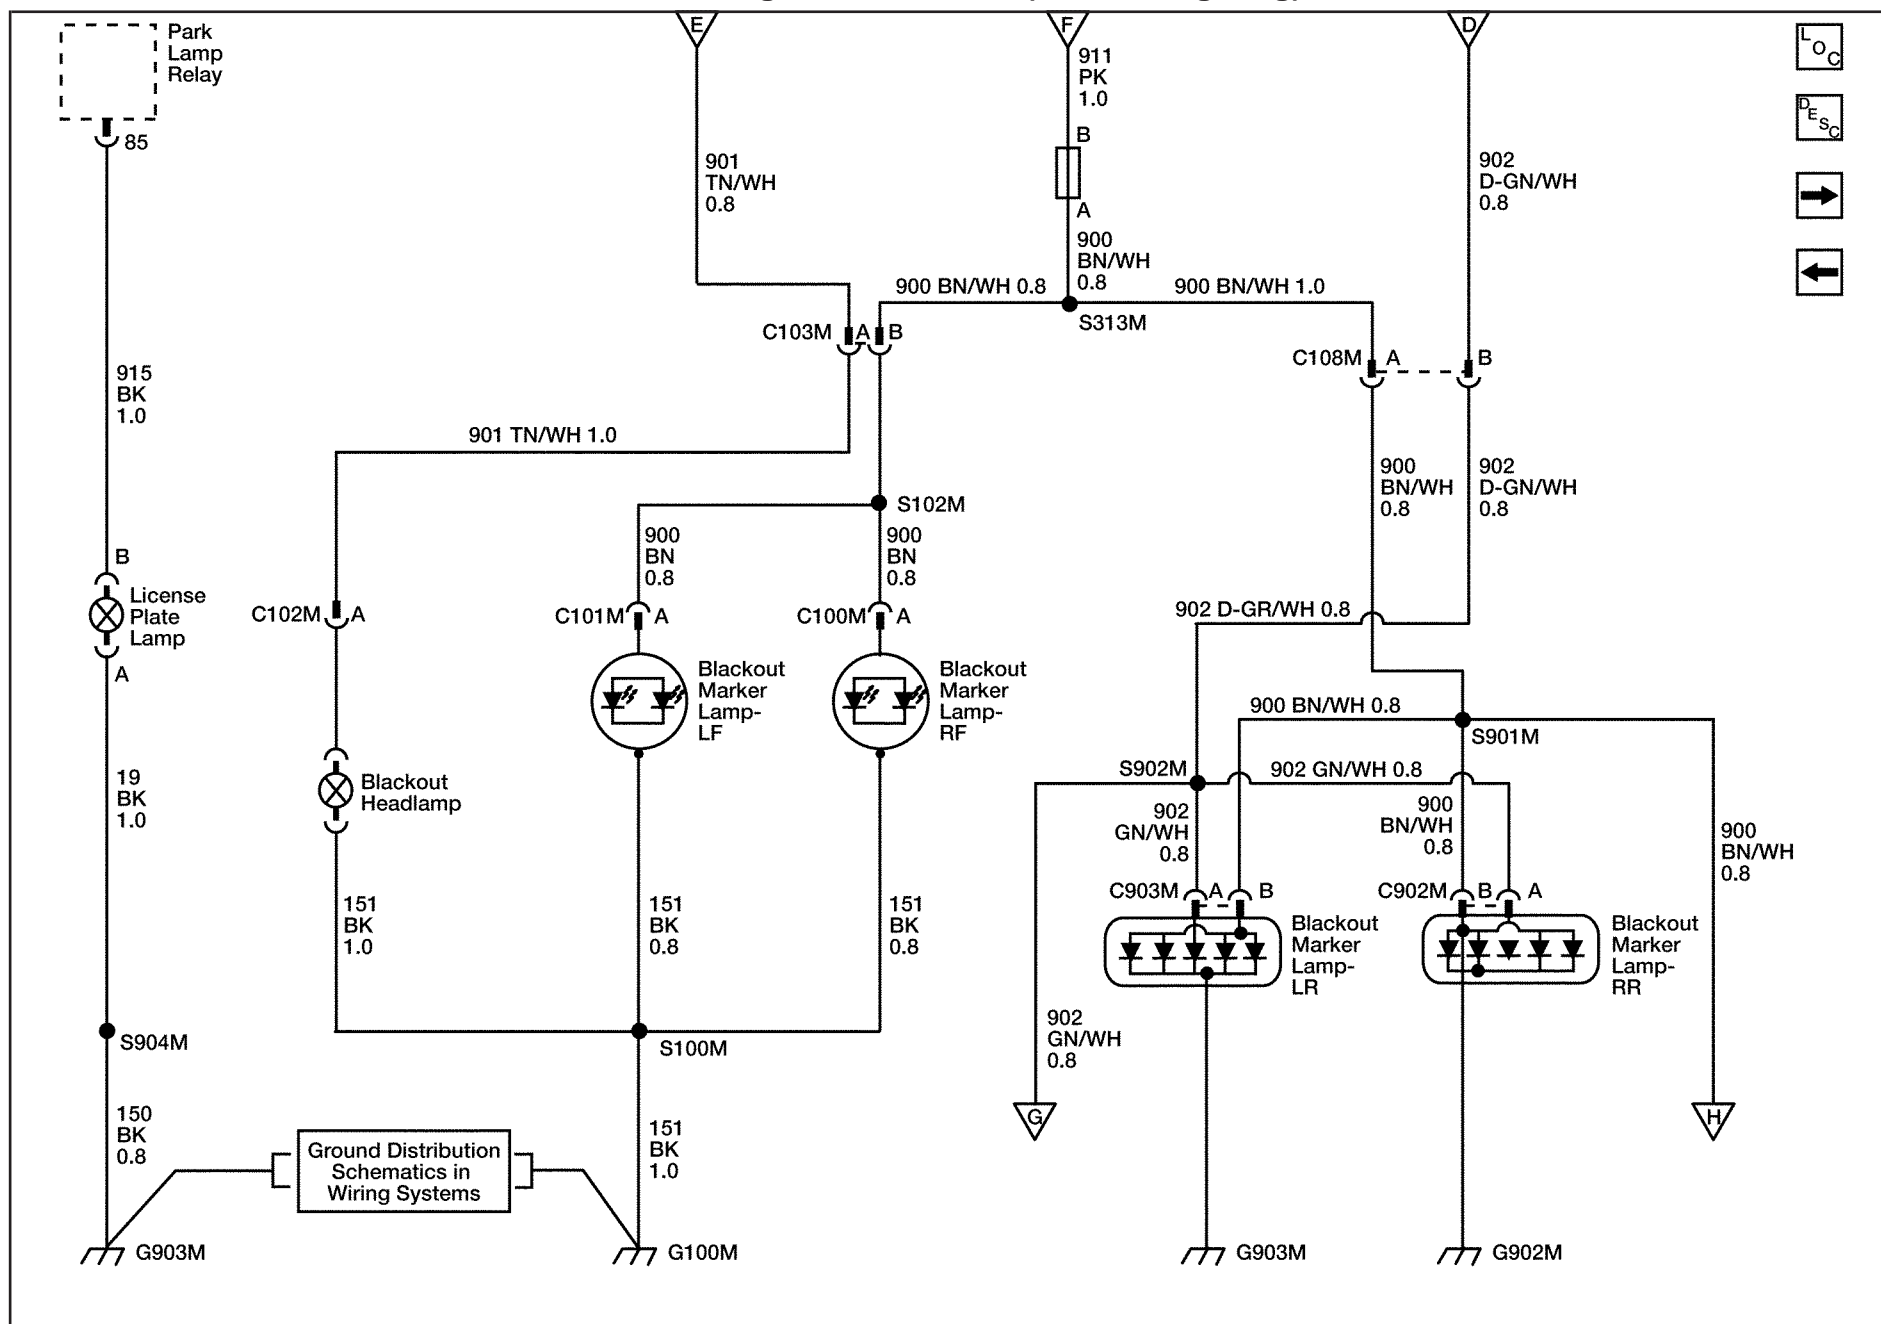 Park
Lamp
Relay
85
E
F
D
LOC
DESC
911
PK
1.0
B
A
901
TN/WH
0.8
902
D-GN/WH
0.8
900
BN/WH
0.8
900 BN/WH 0.8
900 BN/WH 1.0
S313M
C103M A B
C108M A B
915
BK
1.0
901 TN/WH 1.0
900
BN/WH
0.8
902
D-GN/WH
0.8
S102M
900
BN
0.8
900
BN
0.8
B
License
Plate
Lamp
A
C102M A
C101M A
C100M A
902 D-GR/WH 0.8
Blackout
Marker
Lamp-
LF
Blackout
Marker
Lamp-
RF
900 BN/WH 0.8
S901M
S902M
902 GN/WH 0.8
19
BK
1.0
Blackout
Headlamp
902
GN/WH
0.8
900
BN/WH
0.8
900
BN/WH
0.8
C903M A B
C902M B A
151
BK
1.0
151
BK
0.8
151
BK
0.8
Blackout
Marker
Lamp-
LR
Blackout
Marker
Lamp-
RR
S904M
S100M
902
GN/WH
0.8
G
H
150
BK
0.8
Ground Distribution
Schematics in
Wiring Systems
151
BK
1.0
G903M
G100M
G903M
G902M